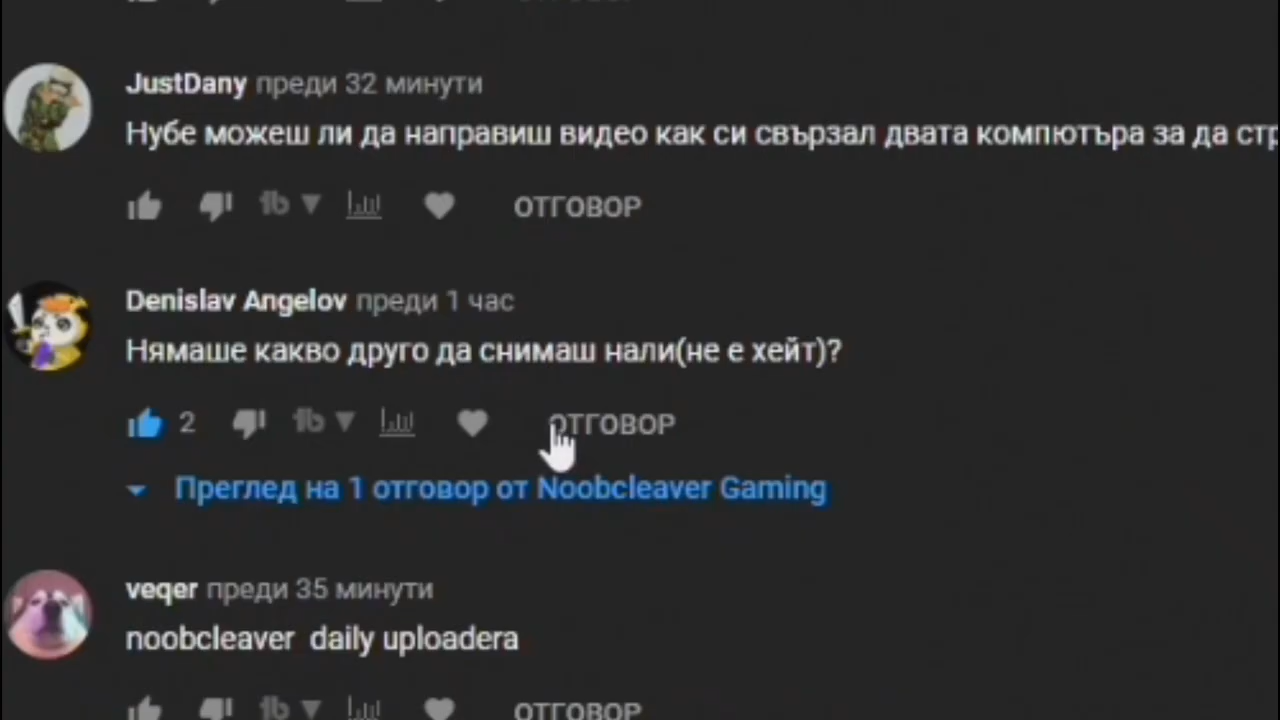 JustDany преди 32 минути
Нубе можеш ли да направиш видео как си свързал двата компютъра за да
ОТГОВОР
Denislav Angelov преди 1 час
Нямаше какво друго да снимаш нали(не е хейт)?
2
ОТГОВОР
Преглед на 1 отговор от Noobcleaver Gaming
veqer преди 35 минути
noobcleaver daily uploadera
ОТГОВОР